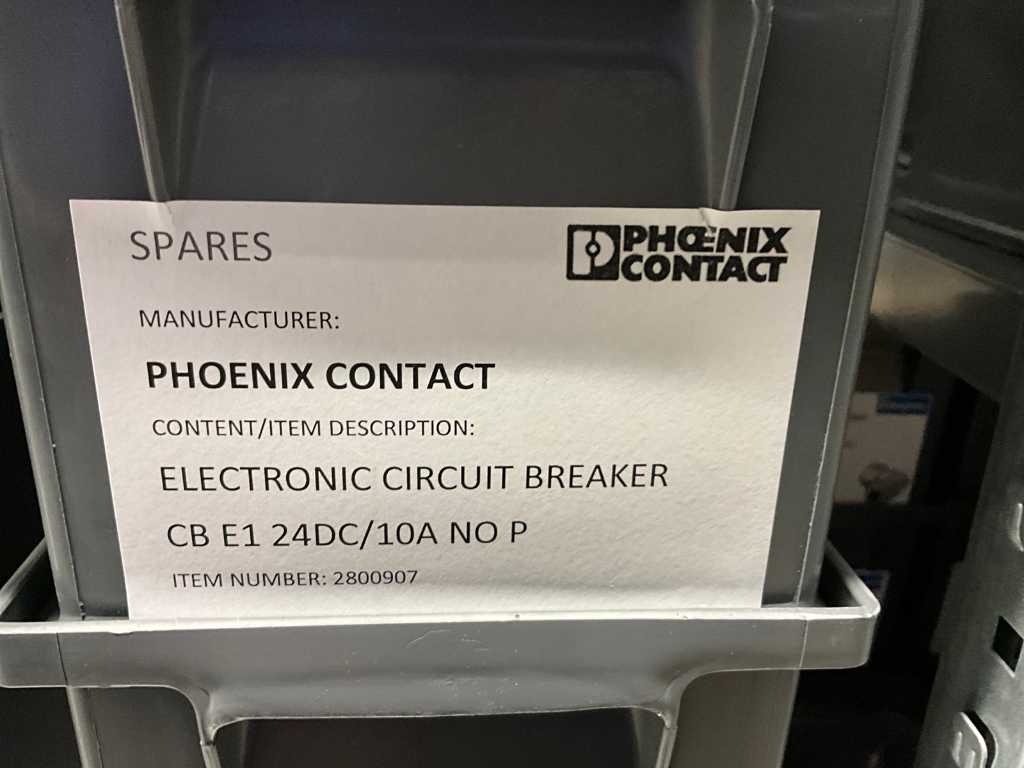 SPARES
PHOENIX
CONTACT
MANUFACTURER:
PHOENIX CONTACT
CONTENT/ITEM DESCRIPTION:
ELECTRONIC CIRCUIT BREAKER
CB E1 24DC/10A NO P
ITEM NUMBER: 2800907